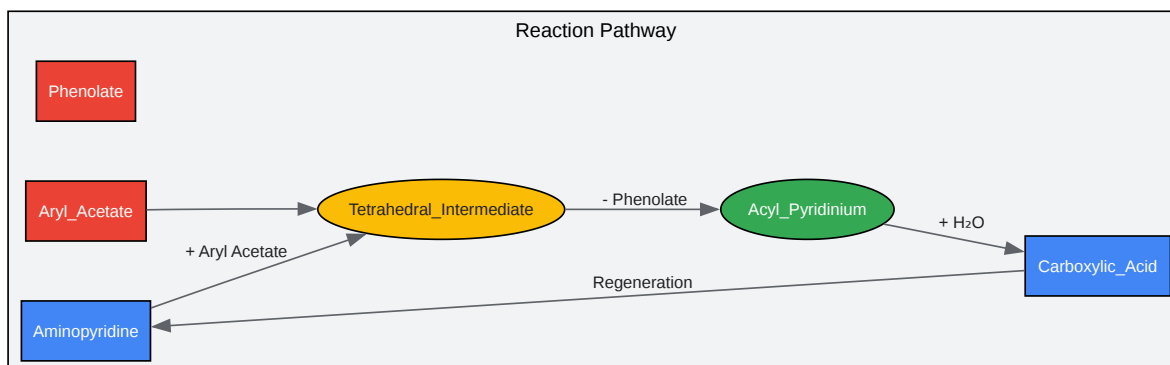 Reaction Pathway
Phenolate
Aryl_Acetate
Tetrahedral_Intermediate
- Phenolate
Acyl_Pyridinium
+ H₂O
+ Aryl Acetate
Carboxylic_Acid
Regeneration
Aminopyridine